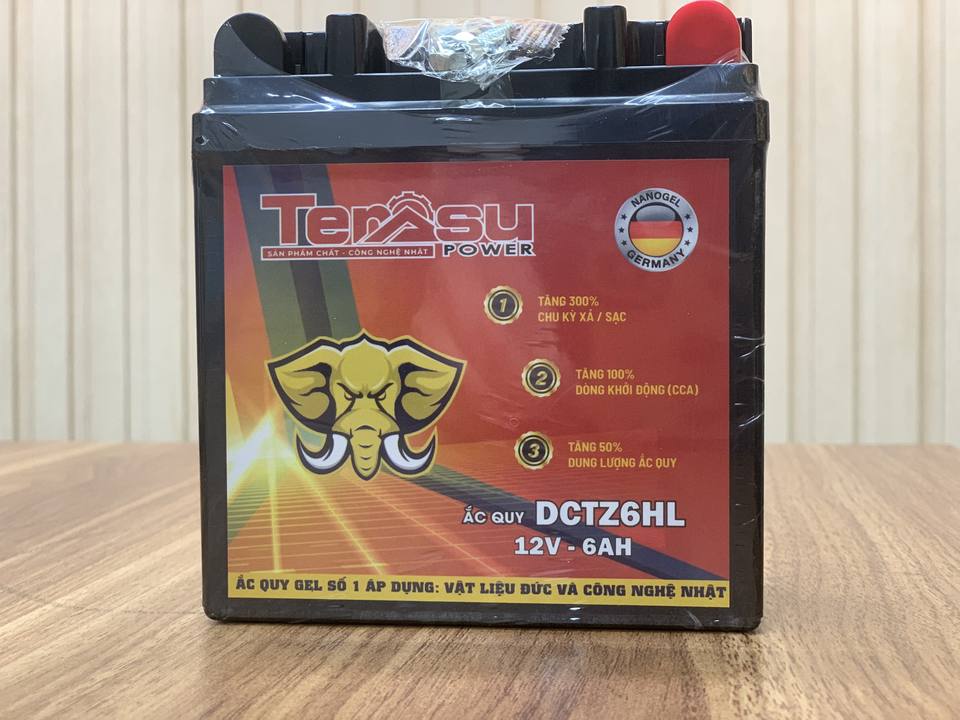 Tenasu
SẢN PHẨM CHẤT - CÔNG NGHỆ NHẬT
POWER
NANOGEL
GERMANY
1
TĂNG 300%
CHU KỲ XẢ / SẠC
2
TĂNG 100%
DÒNG KHỞI ĐỘNG (CCA)
3
TĂNG 50%
DUNG LƯỢNG ẮC QUY
ẮC QUY DCTZ6HL
12V - 6AH
ẮC QUY GEL SỐ 1 ÁP DỤNG: VẬT LIỆU ĐỨC VÀ CÔNG NGHỆ NHẬT